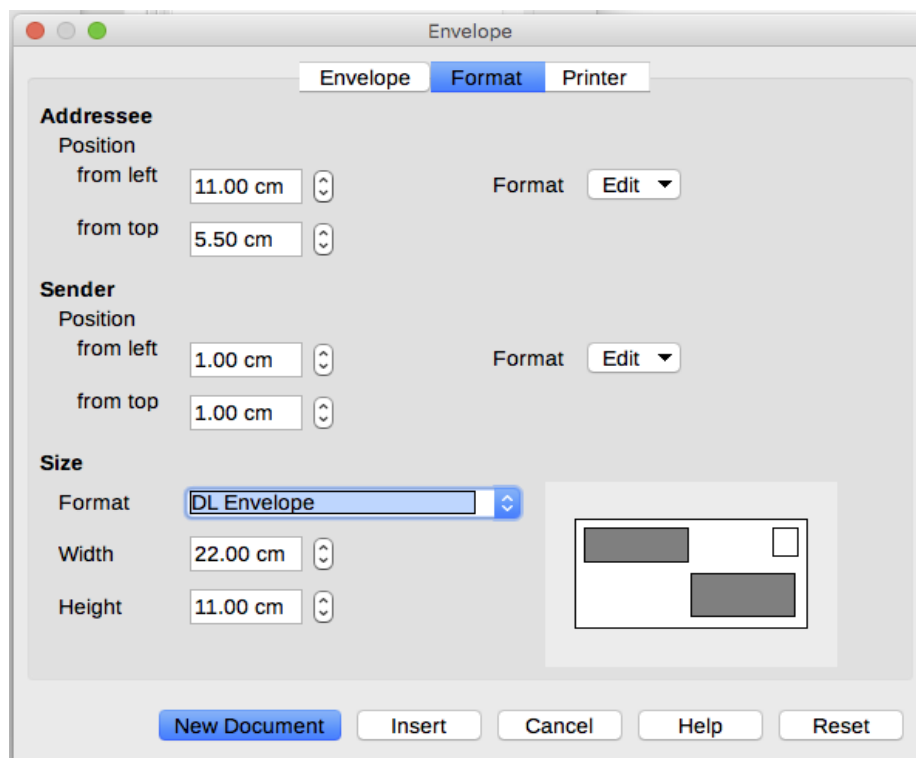 Envelope
Envelope Format Printer
Addressee
Position
from left 11.00 cm Format Edit
from top 5.50 cm
Sender
Position
from left 1.00 cm Format Edit
from top 1.00 cm
Size
Format DL Envelope
Width 22.00 cm
Height 11.00 cm
New Document Insert Cancel Help Reset